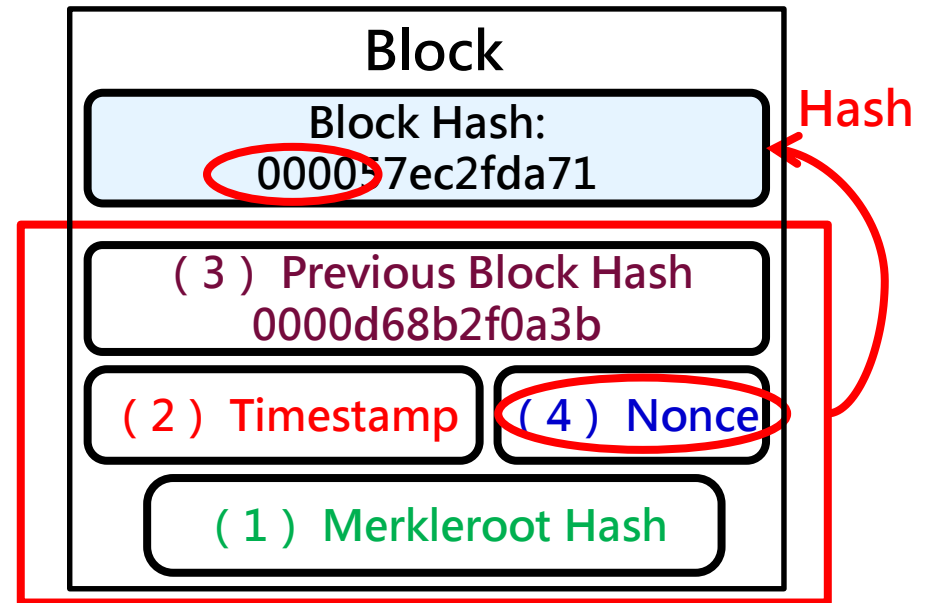 Block
Block Hash:
000057ec2fda71
Hash
（3）Previous Block Hash
0000d68b2f0a3b
（2）Timestamp
（4）Nonce
（1）Merkleroot Hash